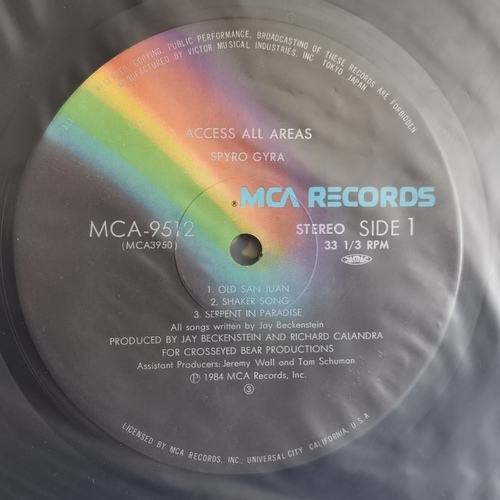 COPYING, PUBLIC PERFORMANCE, BROADCASTING OF THESE RECORDS ARE FORBIDDEN
MANUFACTURED BY VICTOR MUSICAL INDUSTRIES, INC. TOKYO JAPAN
ACCESS ALL AREAS
SPYRO GYRA
® MCA RECORDS
MCA-9512
(MCA3950)
STEREO SIDE 1
33 1/3 RPM
1. OLD SAN JUAN
2. SHAKER SONG
3. SERPENT IN PARADISE
All songs written by Jay Beckenstein
PRODUCED BY JAY BECKENSTEIN AND RICHARD CALANDRA
FOR CROSSEYED BEAR PRODUCTIONS
Assistant Producers: Jeremy Wall and Tom Schuman
Ⓟ 1984 MCA Records, Inc.
③
LICENSED BY MCA RECORDS, INC., UNIVERSAL CITY CALIFORNIA, U.S.A